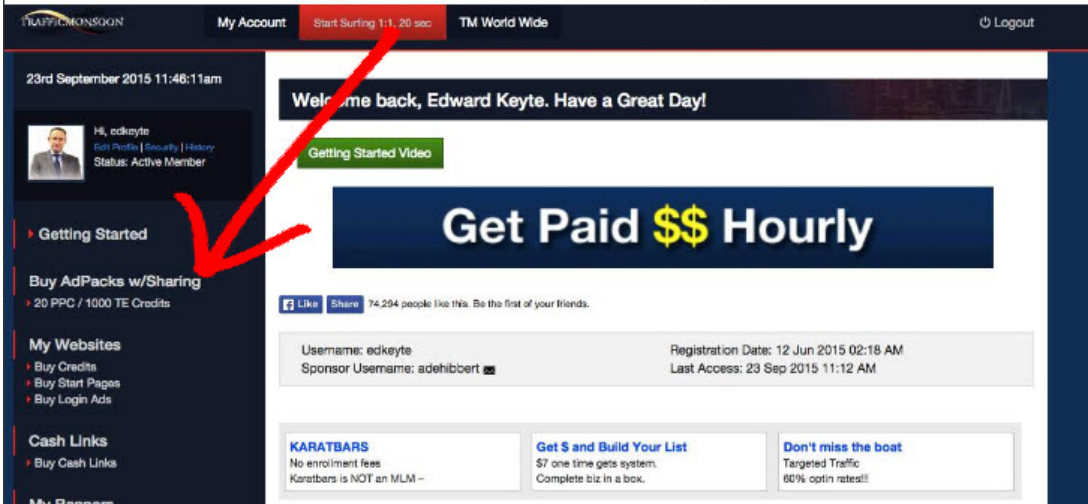 TRAFFICMONSOON
My Account
Start Surfing 1:1, 20 sec
TM World Wide
Logout
23rd September 2015 11:46:11am
Hi, edkeyte
Edit Profile | Security | History
Status: Active Member
Getting Started
Buy AdPacks w/Sharing
20 PPC / 1000 TE Credits
My Websites
Buy Credits
Buy Start Pages
Buy Login Ads
Cash Links
Buy Cash Links
My Banners
Welcome back, Edward Keyte. Have a Great Day!
Getting Started Video
Get Paid $$ Hourly
Like Share 74,294 people like this. Be the first of your friends.
Username: edkeyte
Sponsor Username: adehibbert
Registration Date: 12 Jun 2015 02:18 AM
Last Access: 23 Sep 2015 11:12 AM
KARATBARS
No enrollment fees
Karatbars is NOT an MLM –
Get $ and Build Your List
$7 one time gets system.
Complete biz in a box.
Don't miss the boat
Targeted Traffic
60% optin rates!!!